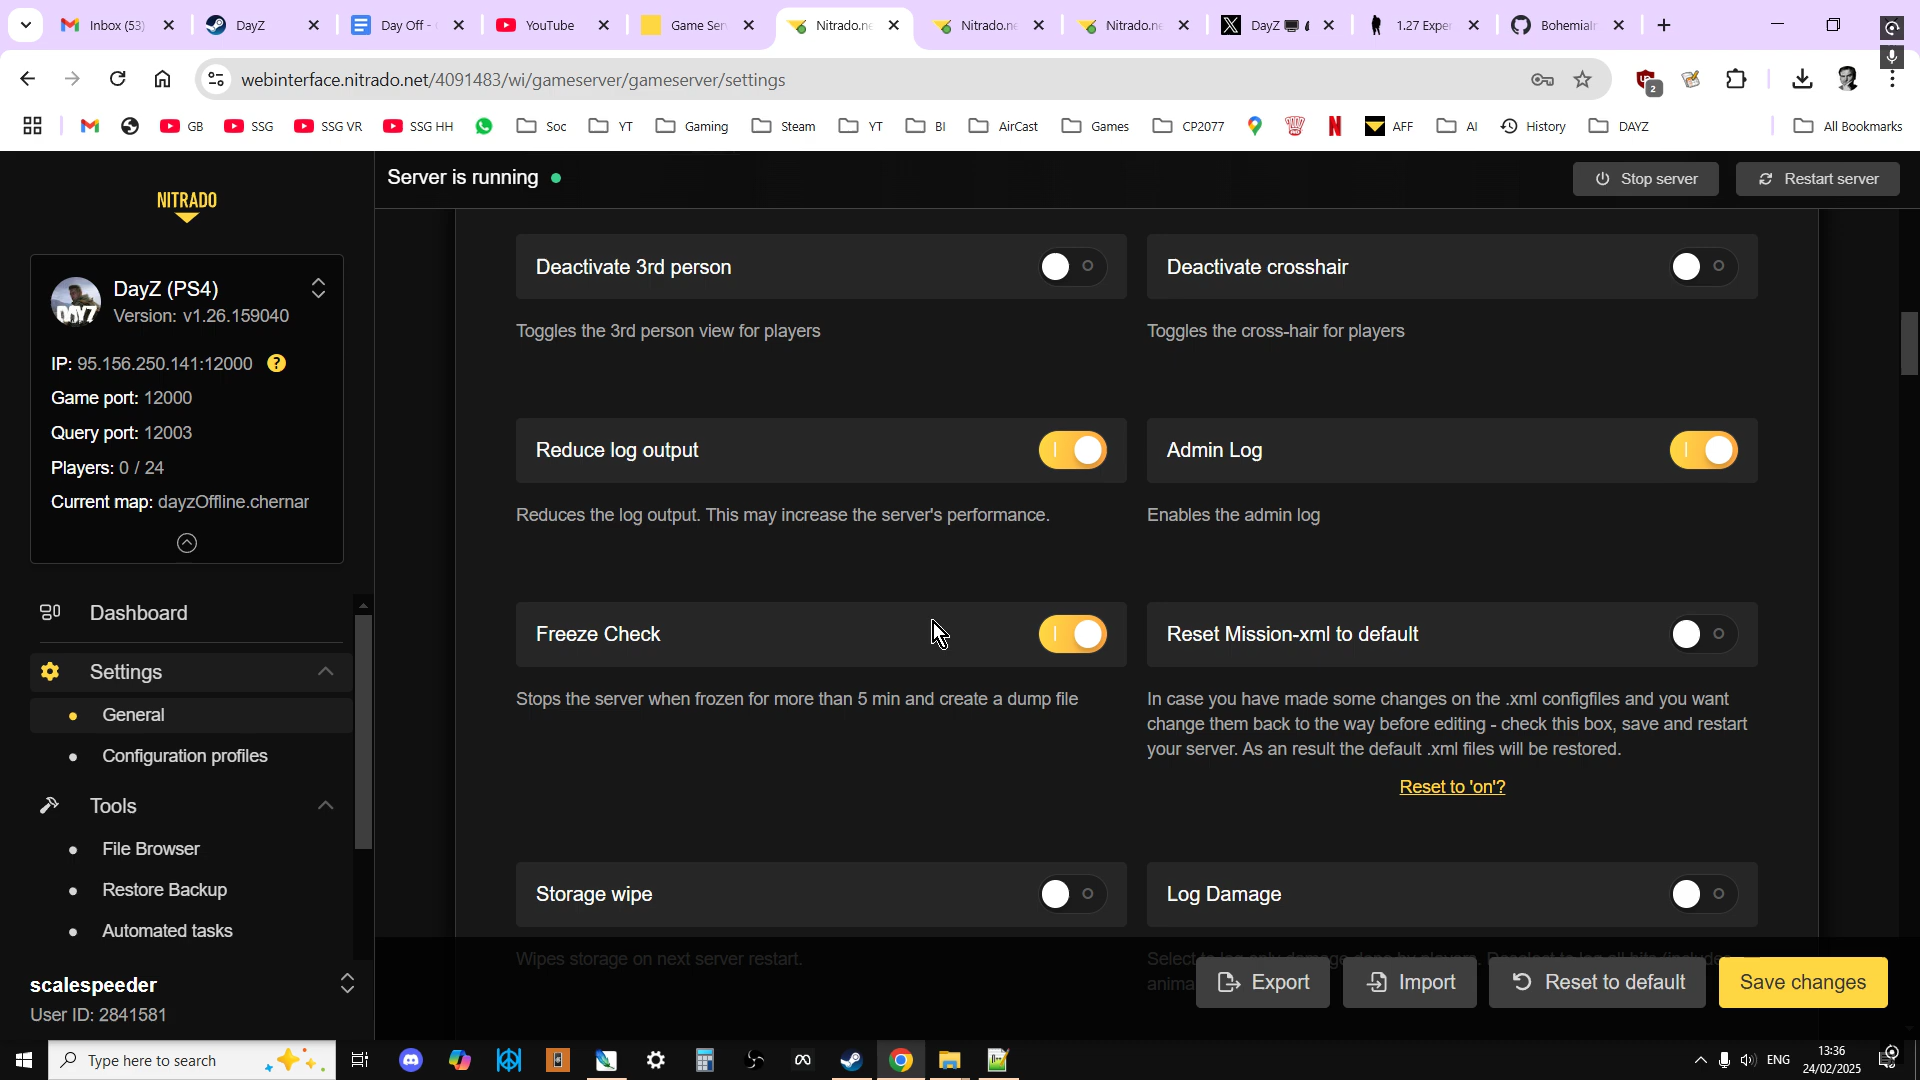 Inbox (53)
DayZ
Day Off -
YouTube
Game Ser
Nitrado.ne
Nitrado.ne
Nitrado.ne
DayZ
1.27 Expe
Bohemia
webinterface.nitrado.net/4091483/wi/gameserver/gameserver/settings
2
GB
SSG
SSG VR
SSG HH
Soc
YT
Gaming
Steam
YT
BI
AirCast
Games
CP2077
AFF
AI
History
DAYZ
All Bookmarks
NITRADO
Server is running
Stop server
Restart server
DAYZ
DayZ (PS4)
Version: v1.26.159040
IP: 95.156.250.141:12000
?
Game port: 12000
Query port: 12003
Players: 0 / 24
Current map: dayzOffline.chernar
Dashboard
Settings
General
Configuration profiles
Tools
File Browser
Restore Backup
Automated tasks
scalespeeder
User ID: 2841581
Deactivate 3rd person
Toggles the 3rd person view for players
Deactivate crosshair
Toggles the cross-hair for players
Reduce log output
Reduces the log output. This may increase the server's performance.
Admin Log
Enables the admin log
Freeze Check
Stops the server when frozen for more than 5 min and create a dump file
Reset Mission-xml to default
In case you have made some changes on the .xml configfiles and you want
change them back to the way before editing - check this box, save and restart
your server. As an result the default .xml files will be restored.
Reset to 'on'?
Storage wipe
Wipes storage on next server restart.
Log Damage
Export
Import
Reset to default
Save changes
Type here to search
ENG
13:36
24/02/2025